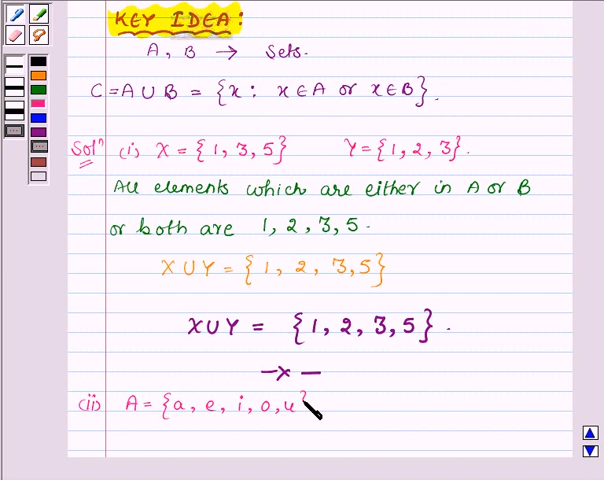 KEY IDEA:
A, B → Sets.
C = A ∪ B = {x : x ∈ A or x ∈ B}.
Solⁿ (i) X = {1, 3, 5} Y = {1, 2, 3}.
All elements which are either in A or B
or both are 1, 2, 3, 5.
X ∪ Y = {1, 2, 3, 5}
X ∪ Y = {1, 2, 3, 5}.
—x—
(ii) A = {a, e, i, o, u}